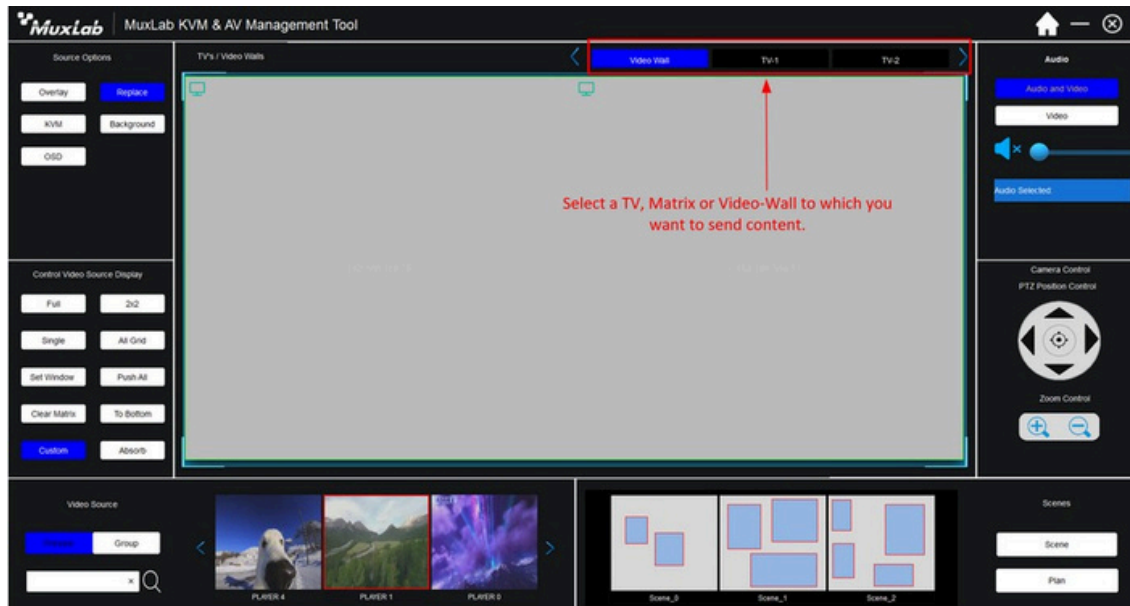 MuxLab MuxLab KVM & AV Management Tool
Source Options
Overlay Replace
KVM Background
OSD
TV's / Video Walls
Video Wall TV-1 TV-2
Select a TV, Matrix or Video-Wall to which you
want to send content.
Audio
Audio and Video
Video
Audio Selected
Control Video Source Display
Full 2x2
Single All Grid
Set Window Push All
Clear Matrix To Bottom
Custom Absorb
Camera Control
PTZ Position Control
Zoom Control
Video Source
Group
PLAYER 4 PLAYER 1 PLAYER 0
Scene_0 Scene_1 Scene_2
Scenes
Scene
Plan